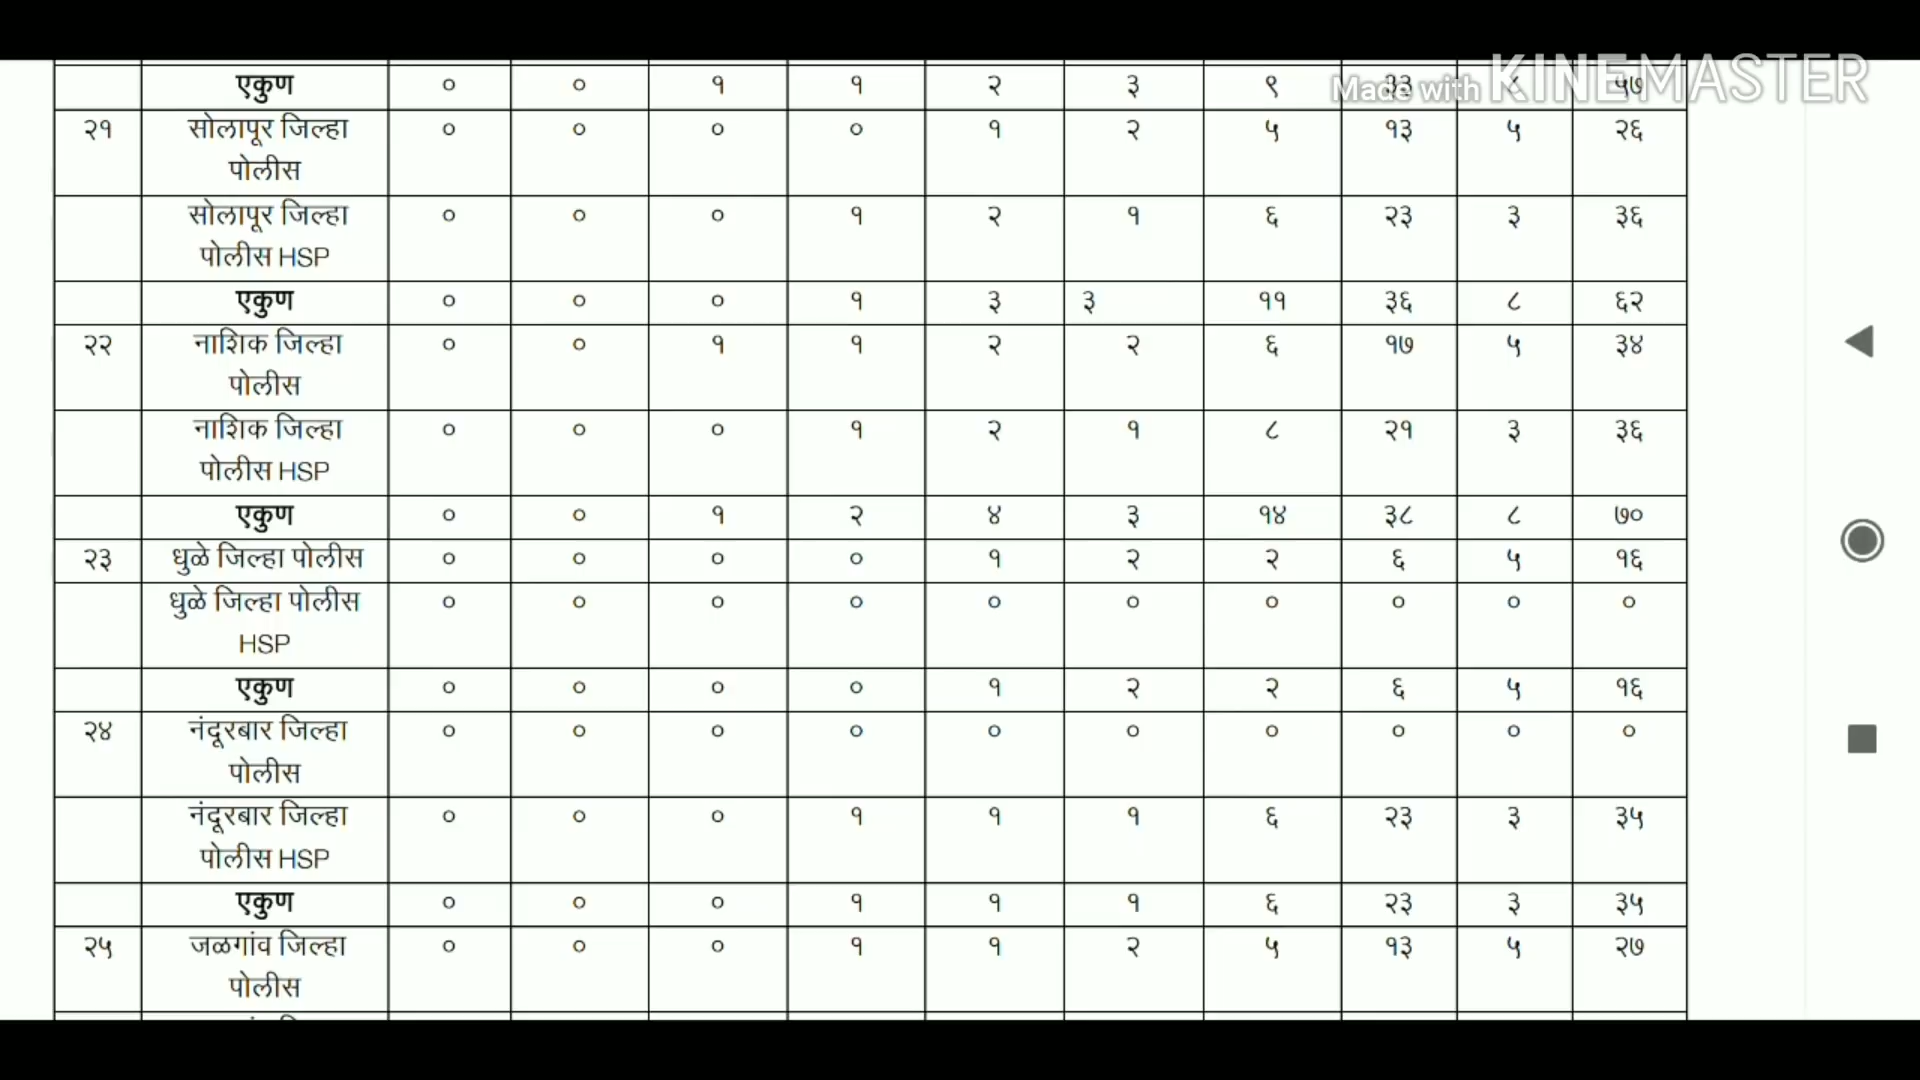 एकुण ० ० १ १ २ ३ ९ ३३ ८ ५७
Made with KINEMASTER
२१ सोलापूर जिल्हा ० ० ० ० १ २ ५ १३ ५ २६
पोलीस
सोलापूर जिल्हा ० ० ० १ २ १ ६ २३ ३ ३६
पोलीस HSP
एकुण ० ० ० १ ३ ३ ११ ३६ ८ ६२
२२ नाशिक जिल्हा ० ० १ १ २ २ ६ १७ ५ ३४
पोलीस
नाशिक जिल्हा ० ० ० १ २ १ ८ २१ ३ ३६
पोलीस HSP
एकुण ० ० १ २ ४ ३ १४ ३८ ८ ७०
२३ धुळे जिल्हा पोलीस ० ० ० ० १ २ २ ६ ५ १६
धुळे जिल्हा पोलीस ० ० ० ० ० ० ० ० ० ०
HSP
एकुण ० ० ० ० १ २ २ ६ ५ १६
२४ नंदूरबार जिल्हा ० ० ० ० ० ० ० ० ० ०
पोलीस
नंदूरबार जिल्हा ० ० ० १ १ १ ६ २३ ३ ३५
पोलीस HSP
एकुण ० ० ० १ १ १ ६ २३ ३ ३५
२५ जळगांव जिल्हा ० ० ० १ १ २ ५ १३ ५ २७
पोलीस